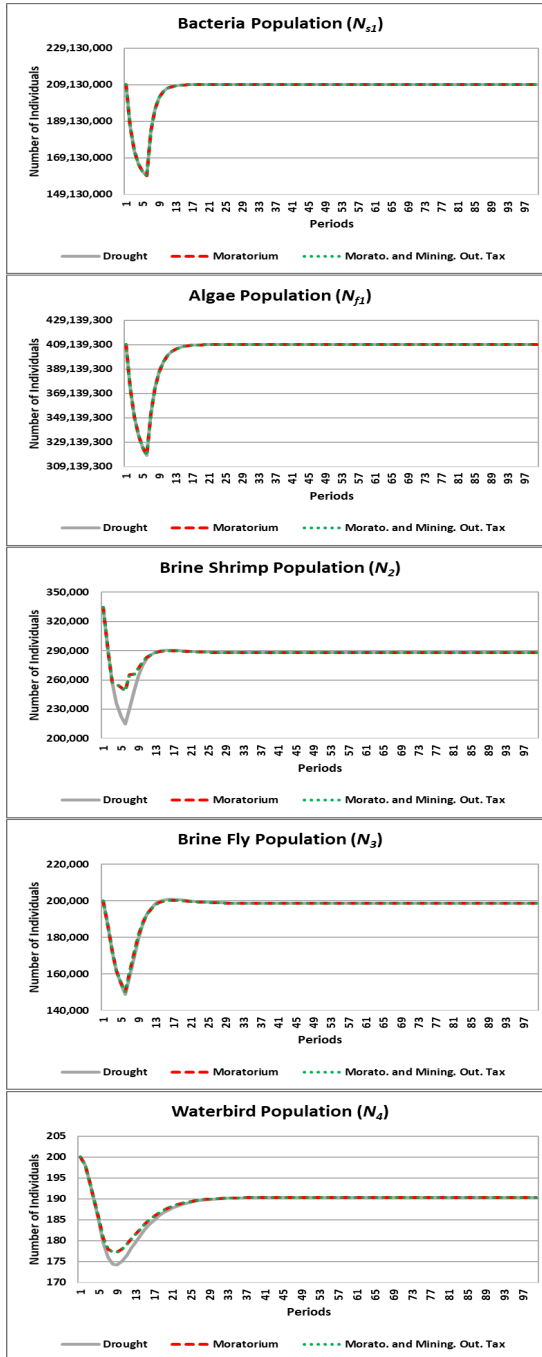 Bacteria Population (Ns1)
Number of Individuals
229,130,000
209,130,000
189,130,000
169,130,000
149,130,000
1 5 9 13 17 21 25 29 33 37 41 45 49 53 57 61 65 69 73 77 81 85 89 93 97
Periods
Drought Moratorium Morato. and Mining. Out. Tax
Algae Population (Nf1)
Number of Individuals
429,139,300
409,139,300
389,139,300
369,139,300
349,139,300
329,139,300
309,139,300
1 5 9 13 17 21 25 29 33 37 41 45 49 53 57 61 65 69 73 77 81 85 89 93 97
Drought Moratorium Morato. and Mining. Out. Tax
Brine Shrimp Population (N2)
Number of Individuals
350,000
320,000
290,000
260,000
230,000
200,000
1 5 9 13 17 21 25 29 33 37 41 45 49 53 57 61 65 69 73 77 81 85 89 93 97
Periods
Drought Moratorium Morato. and Mining. Out. Tax
Brine Fly Population (N3)
Number of Individuals
220,000
200,000
180,000
160,000
140,000
1 5 9 13 17 21 25 29 33 37 41 45 49 53 57 61 65 69 73 77 81 85 89 93 97
Periods
Drought Moratorium Morato. and Mining. Out. Tax
Waterbird Population (N4)
Number of Individuals
205
200
195
190
185
180
175
170
1 5 9 13 17 21 25 29 33 37 41 45 49 53 57 61 65 69 73 77 81 85 89 93 97
Periods
Drought Moratorium Morato. and Mining. Out. Tax